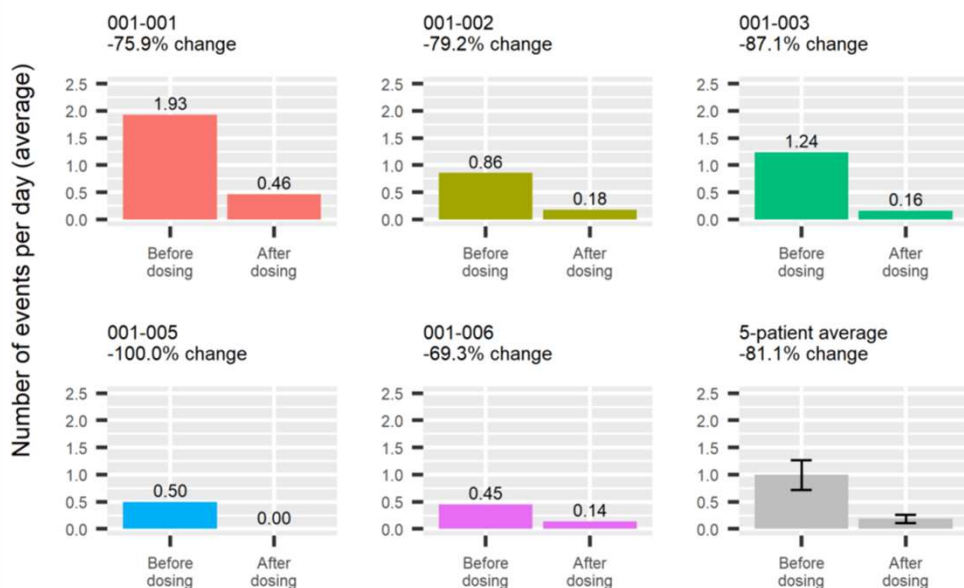 Number of events per day (average)
001-001
-75.9% change
2.5
2.0
1.5
1.0
0.5
0.0
1.93
0.46
Before
dosing
After
dosing
001-002
-79.2% change
2.5
2.0
1.5
1.0
0.5
0.0
0.86
0.18
Before
dosing
After
dosing
001-003
-87.1% change
2.5
2.0
1.5
1.0
0.5
0.0
1.24
0.16
Before
dosing
After
dosing
001-005
-100.0% change
2.5
2.0
1.5
1.0
0.5
0.0
0.50
0.00
Before
dosing
After
dosing
001-006
-69.3% change
2.5
2.0
1.5
1.0
0.5
0.0
0.45
0.14
Before
dosing
After
dosing
5-patient average
-81.1% change
2.5
2.0
1.5
1.0
0.5
0.0
Before
dosing
After
dosing